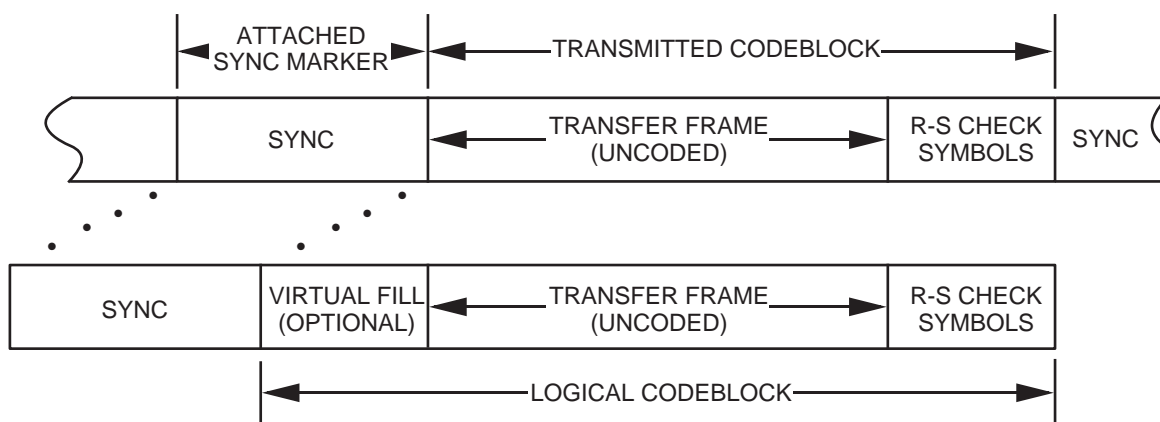 ATTACHED
SYNC MARKER
TRANSMITTED CODEBLOCK
SYNC
TRANSFER FRAME
(UNCODED)
R-S CHECK
SYMBOLS
SYNC
SYNC
VIRTUAL FILL
(OPTIONAL)
TRANSFER FRAME
(UNCODED)
R-S CHECK
SYMBOLS
LOGICAL CODEBLOCK